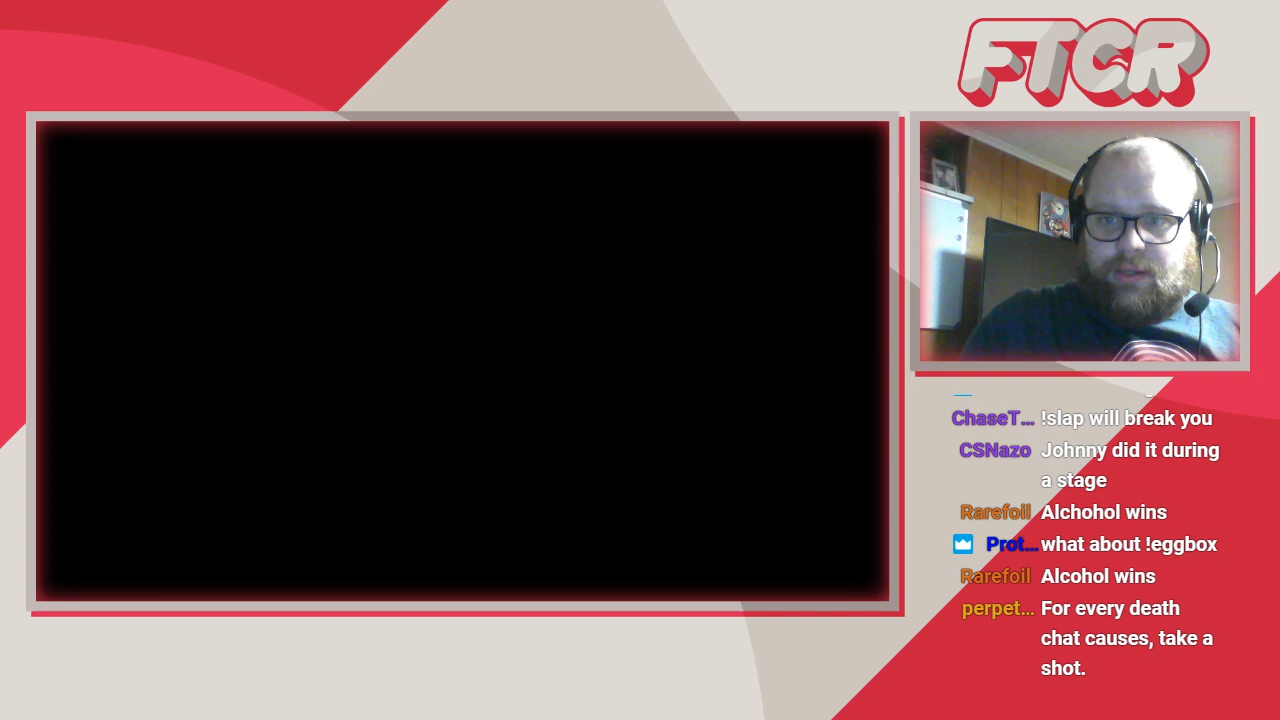 FTCR
ChaseT... !slap will break you
CSNazo Johnny did it during
a stage
Rarefoil Alchohol wins
Prot... what about !eggbox
Rarefoil Alcohol wins
perpet... For every death
chat causes, take a
shot.